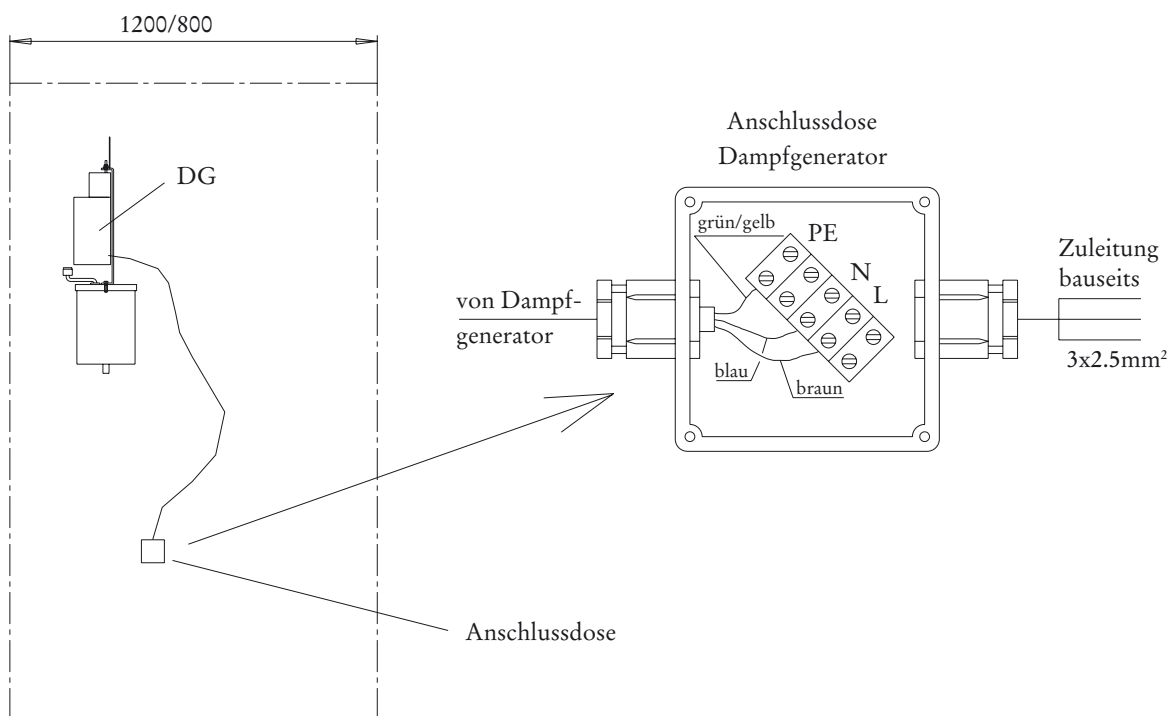 1200/800
DG
Anschlussdose
Anschlussdose
Dampfgenerator
grün/gelb
PE
N
L
von Dampf-
generator
blau
braun
Zuleitung
bauseits
3x2.5mm²